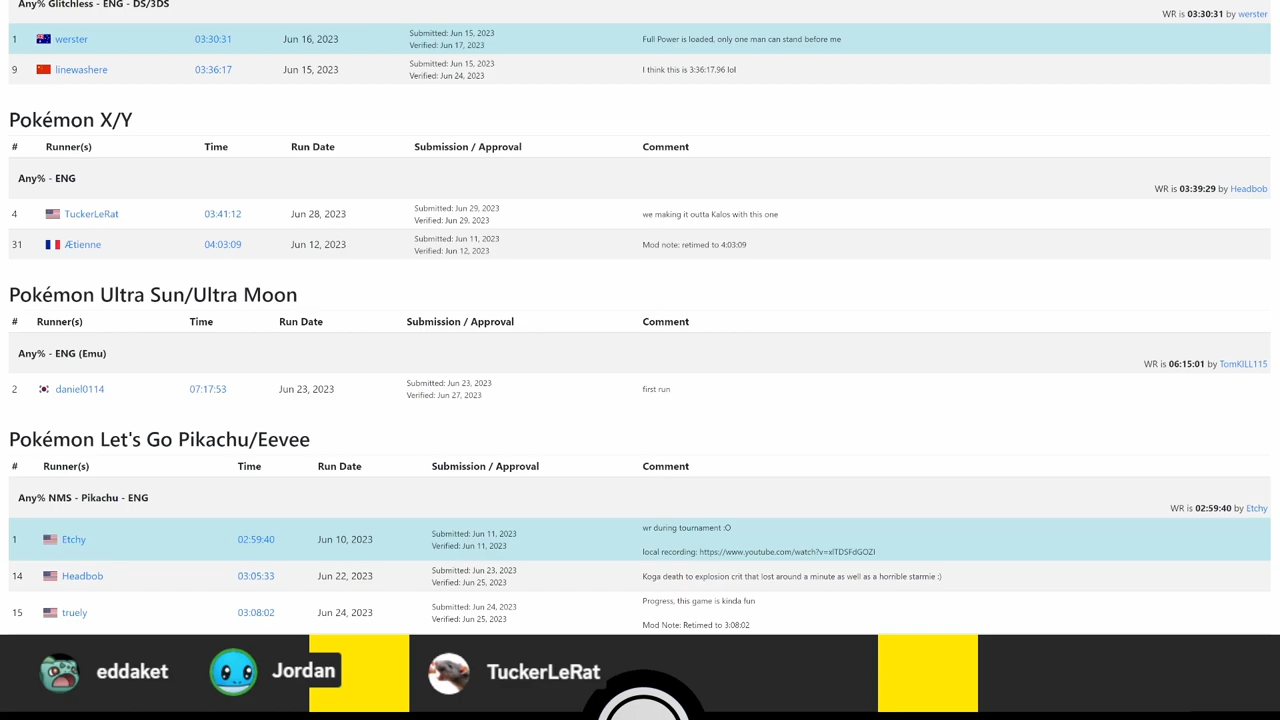 Any% Glitchless - ENG - DS/3DS
WR is 03:30:31 by werster
1 werster 03:30:31 Jun 16, 2023 Submitted: Jun 15, 2023 Full Power is loaded, only one man can stand before me
Verified: Jun 17, 2023
9 linewashere 03:36:17 Jun 15, 2023 Submitted: Jun 15, 2023 I think this is 3:36:17.96 lol
Verified: Jun 24, 2023
Pokémon X/Y
# Runner(s) Time Run Date Submission / Approval Comment
Any% - ENG
WR is 03:39:29 by Headbob
4 TuckerLeRat 03:41:12 Jun 28, 2023 Submitted: Jun 29, 2023 we making it outta Kalos with this one
Verified: Jun 29, 2023
31 Ætienne 04:03:09 Jun 12, 2023 Submitted: Jun 11, 2023 Mod note: retimed to 4:03:09
Verified: Jun 12, 2023
Pokémon Ultra Sun/Ultra Moon
# Runner(s) Time Run Date Submission / Approval Comment
Any% - ENG (Emu)
WR is 06:15:01 by TomKILL115
2 daniel0114 07:17:53 Jun 23, 2023 Submitted: Jun 23, 2023 first run
Verified: Jun 27, 2023
Pokémon Let's Go Pikachu/Eevee
# Runner(s) Time Run Date Submission / Approval Comment
Any% NMS - Pikachu - ENG
WR is 02:59:40 by Etchy
1 Etchy 02:59:40 Jun 10, 2023 Submitted: Jun 11, 2023 wr during tournament :O
Verified: Jun 11, 2023 local recording:
14 Headbob 03:05:33 Jun 22, 2023 Submitted: Jun 23, 2023 Koga death to explosion crit that lost around a minute as well as a horrible starmie :)
Verified: Jun 25, 2023
15 truely 03:08:02 Jun 24, 2023 Submitted: Jun 24, 2023 Progress, this game is kinda fun
Verified: Jun 25, 2023 Mod Note: Retimed to 3:08:02
eddaket Jordan TuckerLeRat